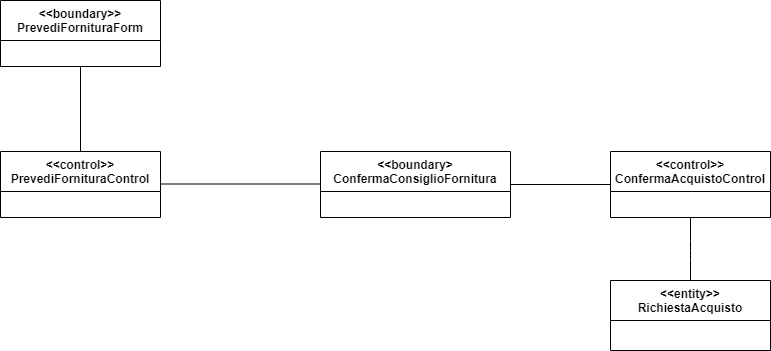 <<boundary>>
PrevediFornituraForm
<<control>>
PrevediFornituraControl
<<boundary>
ConfermaConsiglioFornitura
<<control>>
ConfermaAcquistoControl
<<entity>>
RichiestaAcquisto